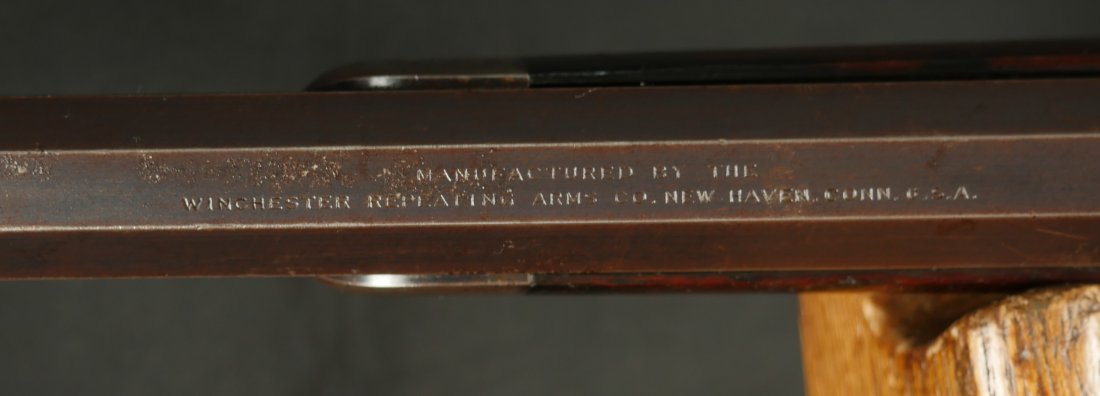 MANUFACTURED BY THE
WINCHESTER REPEATING ARMS CO. NEW HAVEN. CONN. U.S.A.